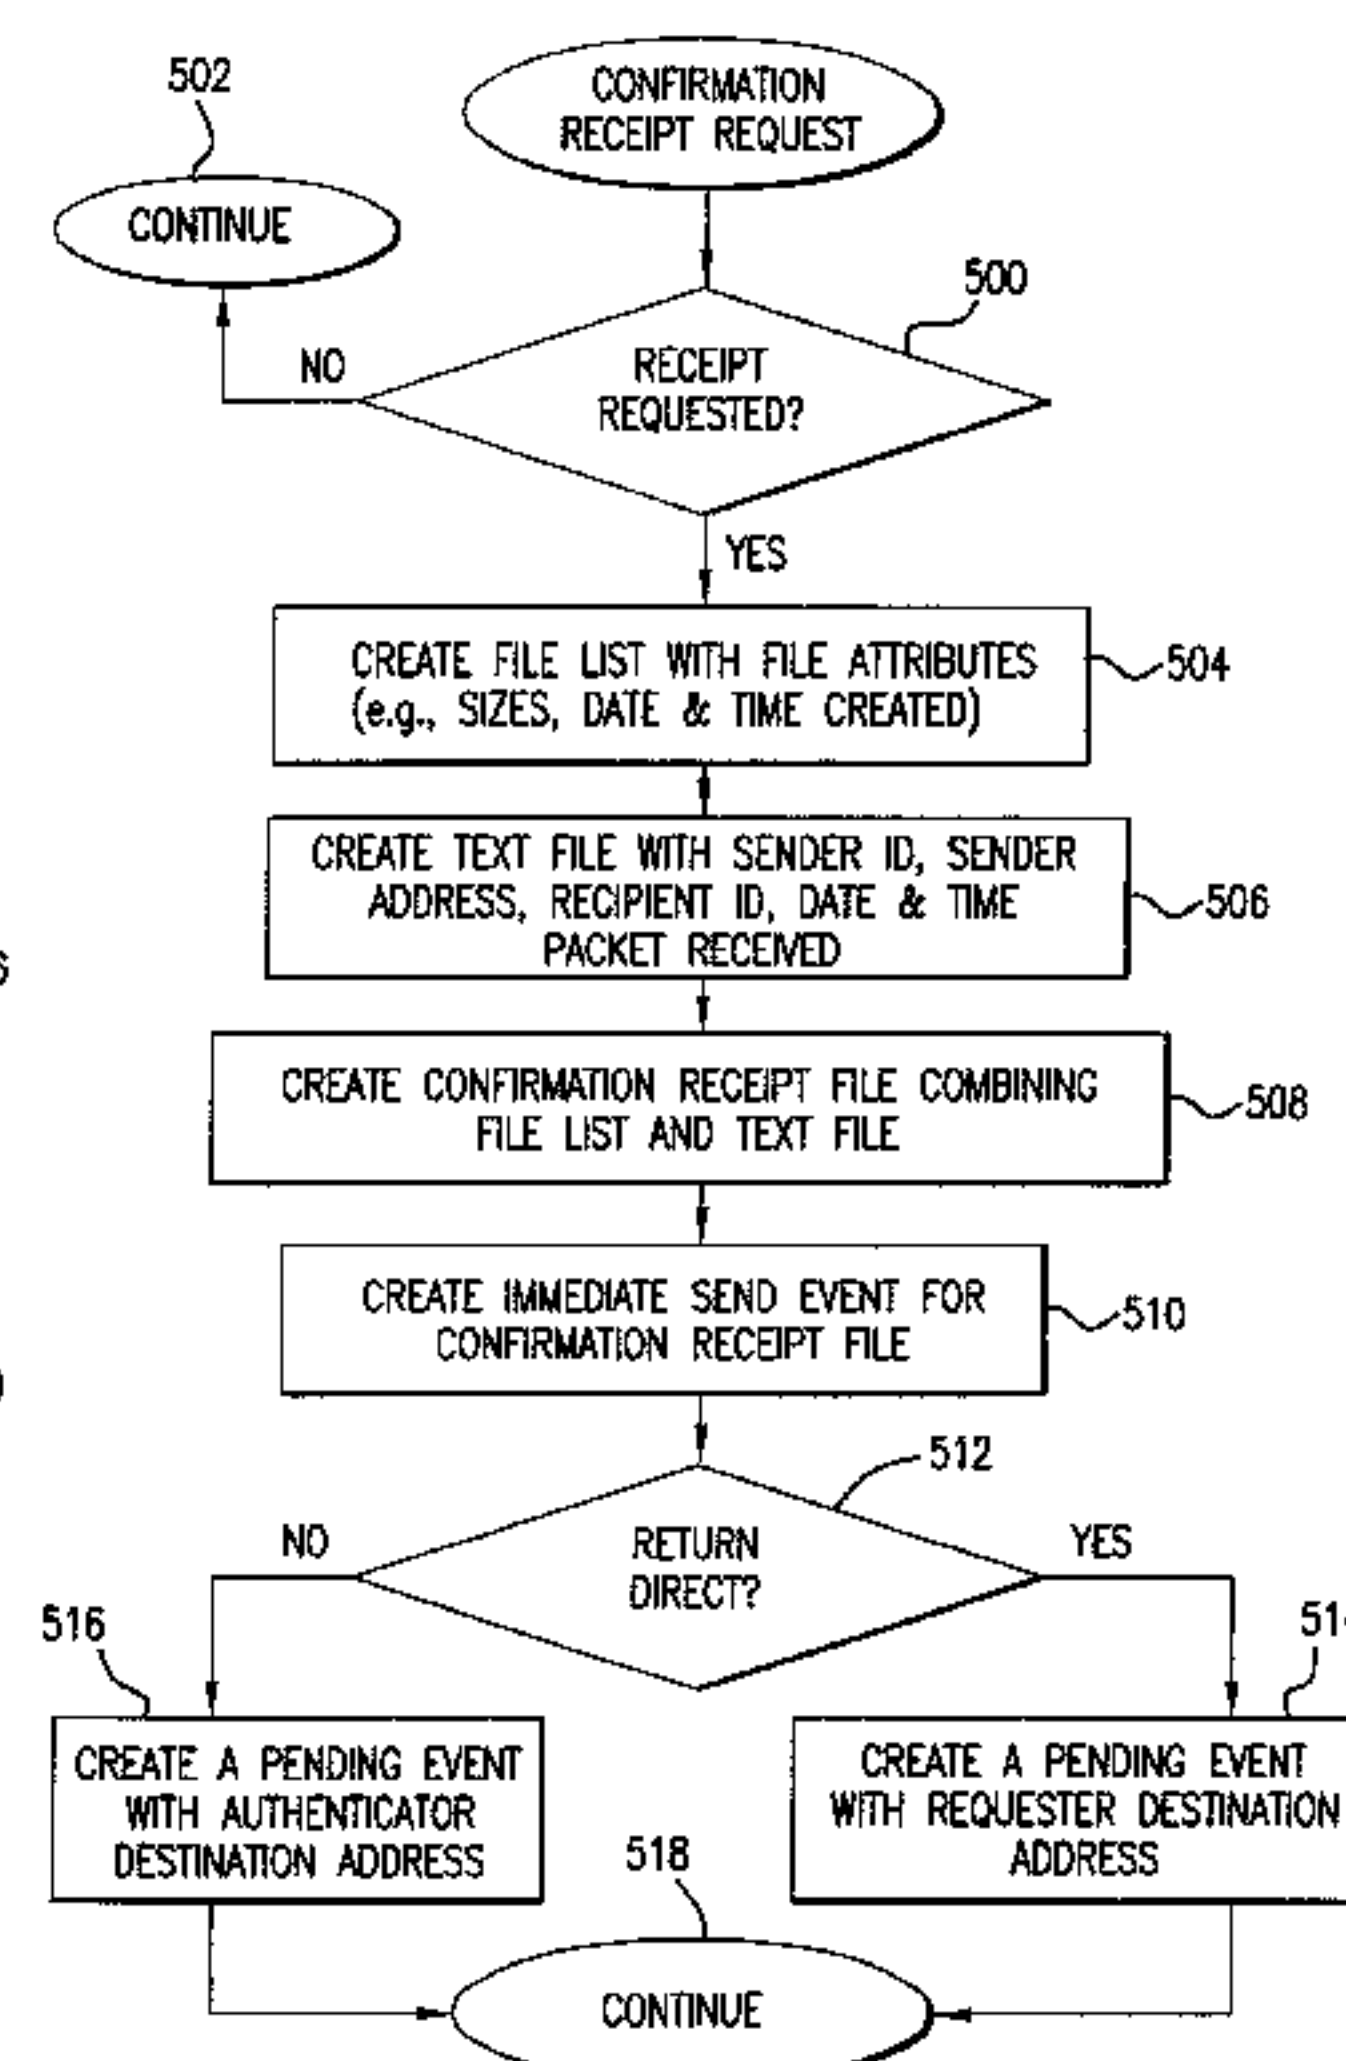 502
CONFIRMATION
RECEIPT REQUEST
CONTINUE
500
NO
RECEIPT
REQUESTED?
YES
CREATE FILE LIST WITH FILE ATTRIBUTES
(e.g., SIZES, DATE & TIME CREATED)
504
CREATE TEXT FILE WITH SENDER ID, SENDER
ADDRESS, RECIPIENT ID, DATE & TIME
PACKET RECEIVED
506
CREATE CONFIRMATION RECEIPT FILE COMBINING
FILE LIST AND TEXT FILE
508
CREATE IMMEDIATE SEND EVENT FOR
CONFIRMATION RECEIPT FILE
510
512
NO
RETURN
DIRECT?
YES
516
CREATE A PENDING EVENT
WITH AUTHENTICATOR
DESTINATION ADDRESS
CREATE A PENDING EVENT
WITH REQUESTER DESTINATION
ADDRESS
518
CONTINUE